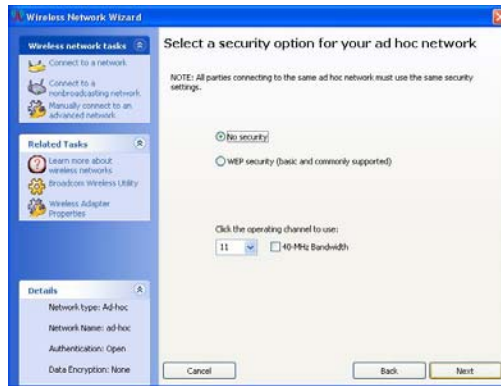 Wireless Network Wizard
Wireless network tasks
Connect to a network
Connect to a
nonbroadcasting network
Manually connect to an
advanced network
Related Tasks
Learn more about
wireless networks
Broadcom Wireless Utility
Wireless Adapter
Properties
Details
Network type: Ad-hoc
Network Name: ad-hoc
Authentication: Open
Data Encryption: None
Select a security option for your ad hoc network
NOTE: All parties connecting to the same ad hoc network must use the same security
settings.
No security
WEP security (basic and commonly supported)
Click the operating channel to use:
11
40-MHz Bandwidth
Cancel
Back
Next